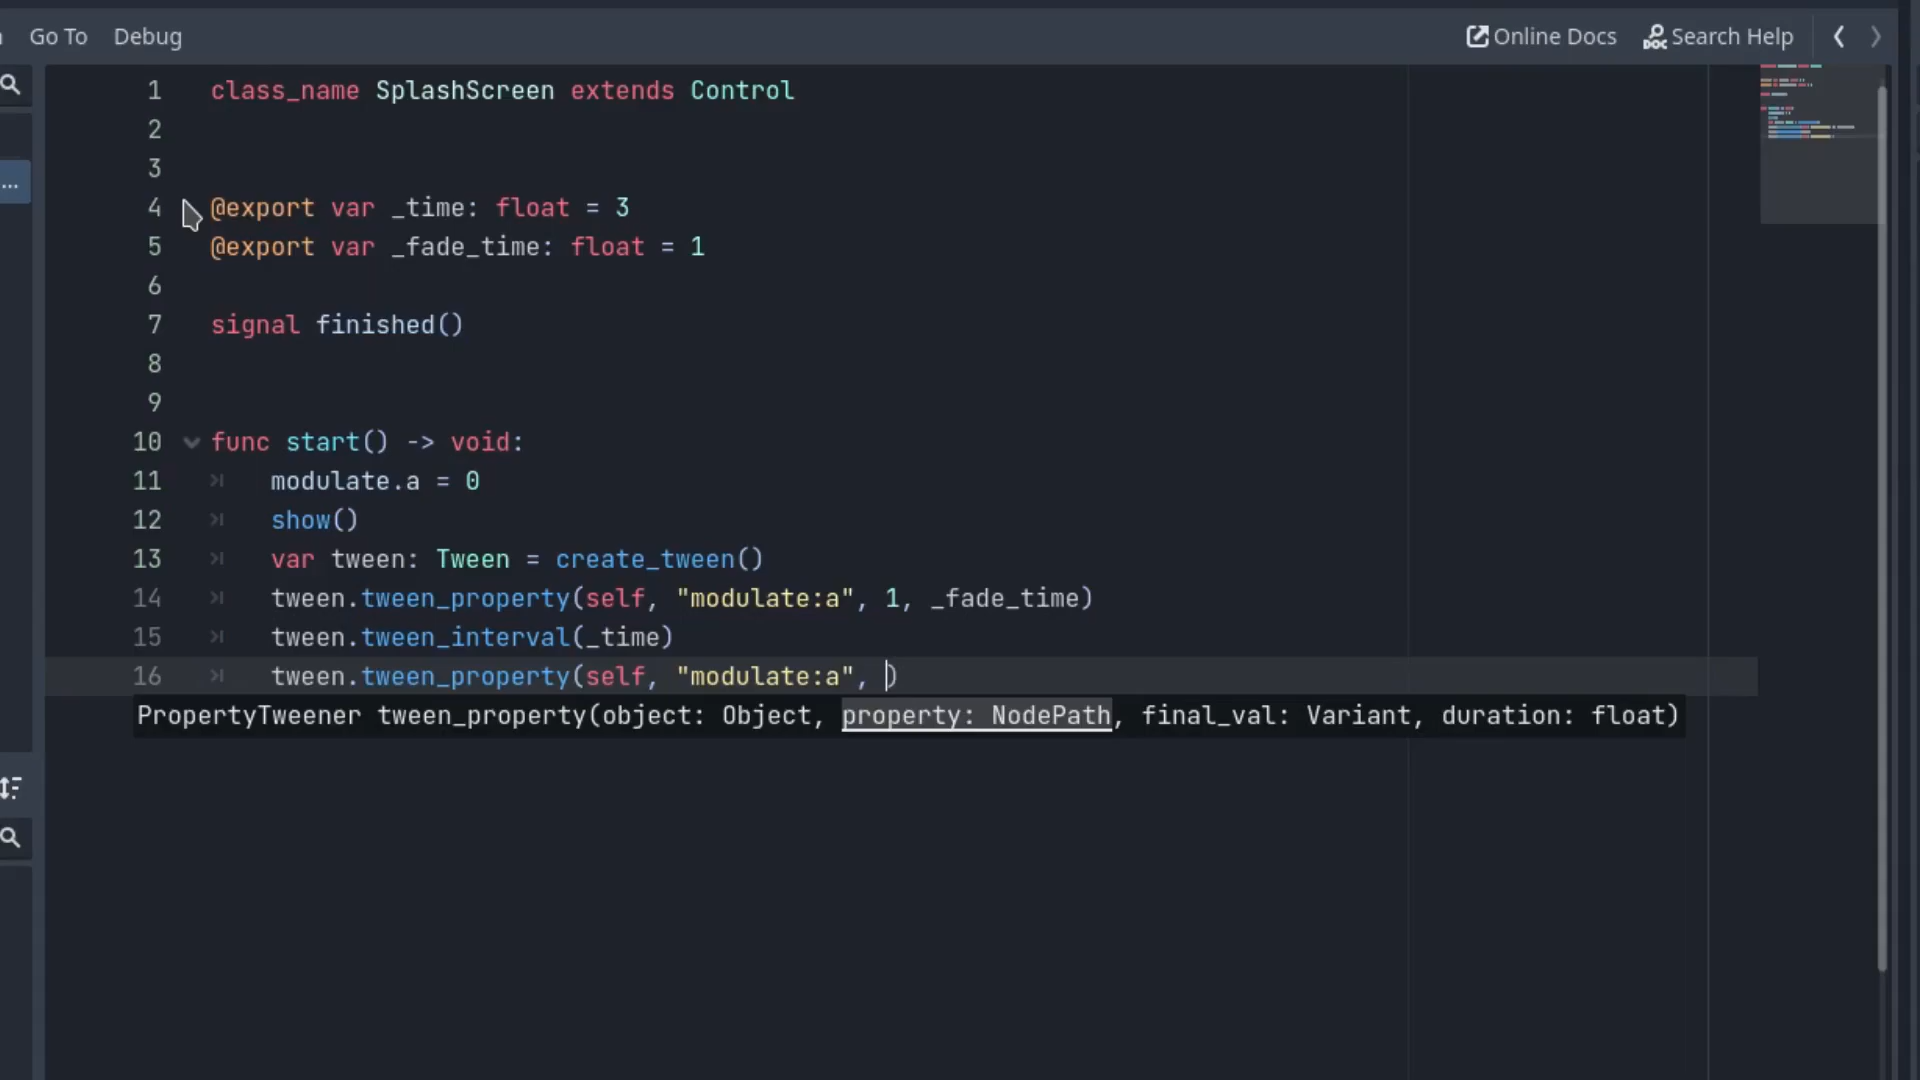 Go To Debug Online Docs Search Help
1 class_name SplashScreen extends Control
2
3
4 @export var _time: float = 3
5 @export var _fade_time: float = 1
6
7 signal finished()
8
9
10 func start() -> void:
11 modulate.a = 0
12 show()
13 var tween: Tween = create_tween()
14 tween.tween_property(self, "modulate:a", 1, _fade_time)
15 tween.tween_interval(_time)
16 tween.tween_property(self, "modulate:a", )
PropertyTweener tween_property(object: Object, property: NodePath, final_val: Variant, duration: float)